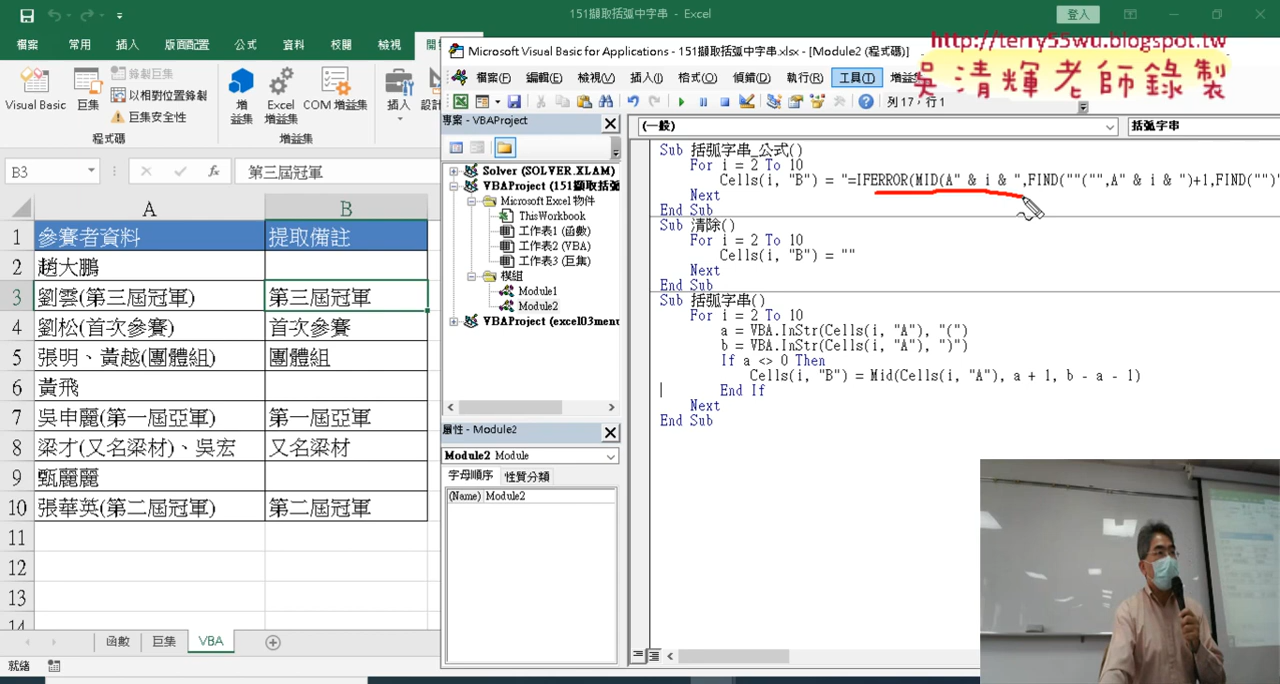 151擷取括弧中字串 - Excel
登入
檔案 常用 插入 版面配置 公式 資料 校閱 檢視
Visual Basic 巨集 錄製巨集 以相對位置錄製 巨集安全性 程式碼
增益集 Excel 增益集 COM 增益集 增益集
插入
B3 fx 第三屆冠軍
A B
1 參賽者資料 提取備註
2 趙大鵬
3 劉雲(第三屆冠軍) 第三屆冠軍
4 劉松(首次參賽) 首次參賽
5 張明、黃越(團體組) 團體組
6 黃飛
7 吳申麗(第一屆亞軍) 第一屆亞軍
8 梁才(又名梁材)、吳宏 又名梁材
9 甄麗麗
10 張華英(第二屆冠軍) 第二屆冠軍
11
12
13
14
函數 巨集 VBA
就緒
Microsoft Visual Basic for Applications - 151擷取括弧中字串.xlsx - [Module2 (程式碼)]
http://terry55wu.blogspot.tw
吳清輝老師錄製
檔案(F) 編輯(E) 檢視(V) 插入(I) 格式(O) 偵錯(D) 執行(R) 工具(T) 增益集
列 17，行 1
專案 - VBAProject
Solver (SOLVER.XLAM)
VBAProject (151擷取括弧
Microsoft Excel 物件
ThisWorkbook
工作表1 (函數)
工作表2 (VBA)
工作表3 (巨集)
模組
Module1
Module2
VBAProject (excel03menu
屬性 - Module2
Module2 Module
字母順序 性質分類
(Name) Module2
(一般) 括弧字串
Sub 括弧字串_公式()
For i = 2 To 10
Cells(i, "B") = "=IFERROR(MID(A" & i & ",FIND(""("",A" & i & ")+1,FIND("")"
Next
End Sub
Sub 清除()
For i = 2 To 10
Cells(i, "B") = ""
Next
End Sub
Sub 括弧字串()
For i = 2 To 10
a = VBA.InStr(Cells(i, "A"), "(")
b = VBA.InStr(Cells(i, "A"), ")")
If a <> 0 Then
Cells(i, "B") = Mid(Cells(i, "A"), a + 1, b - a - 1)
End If
Next
End Sub